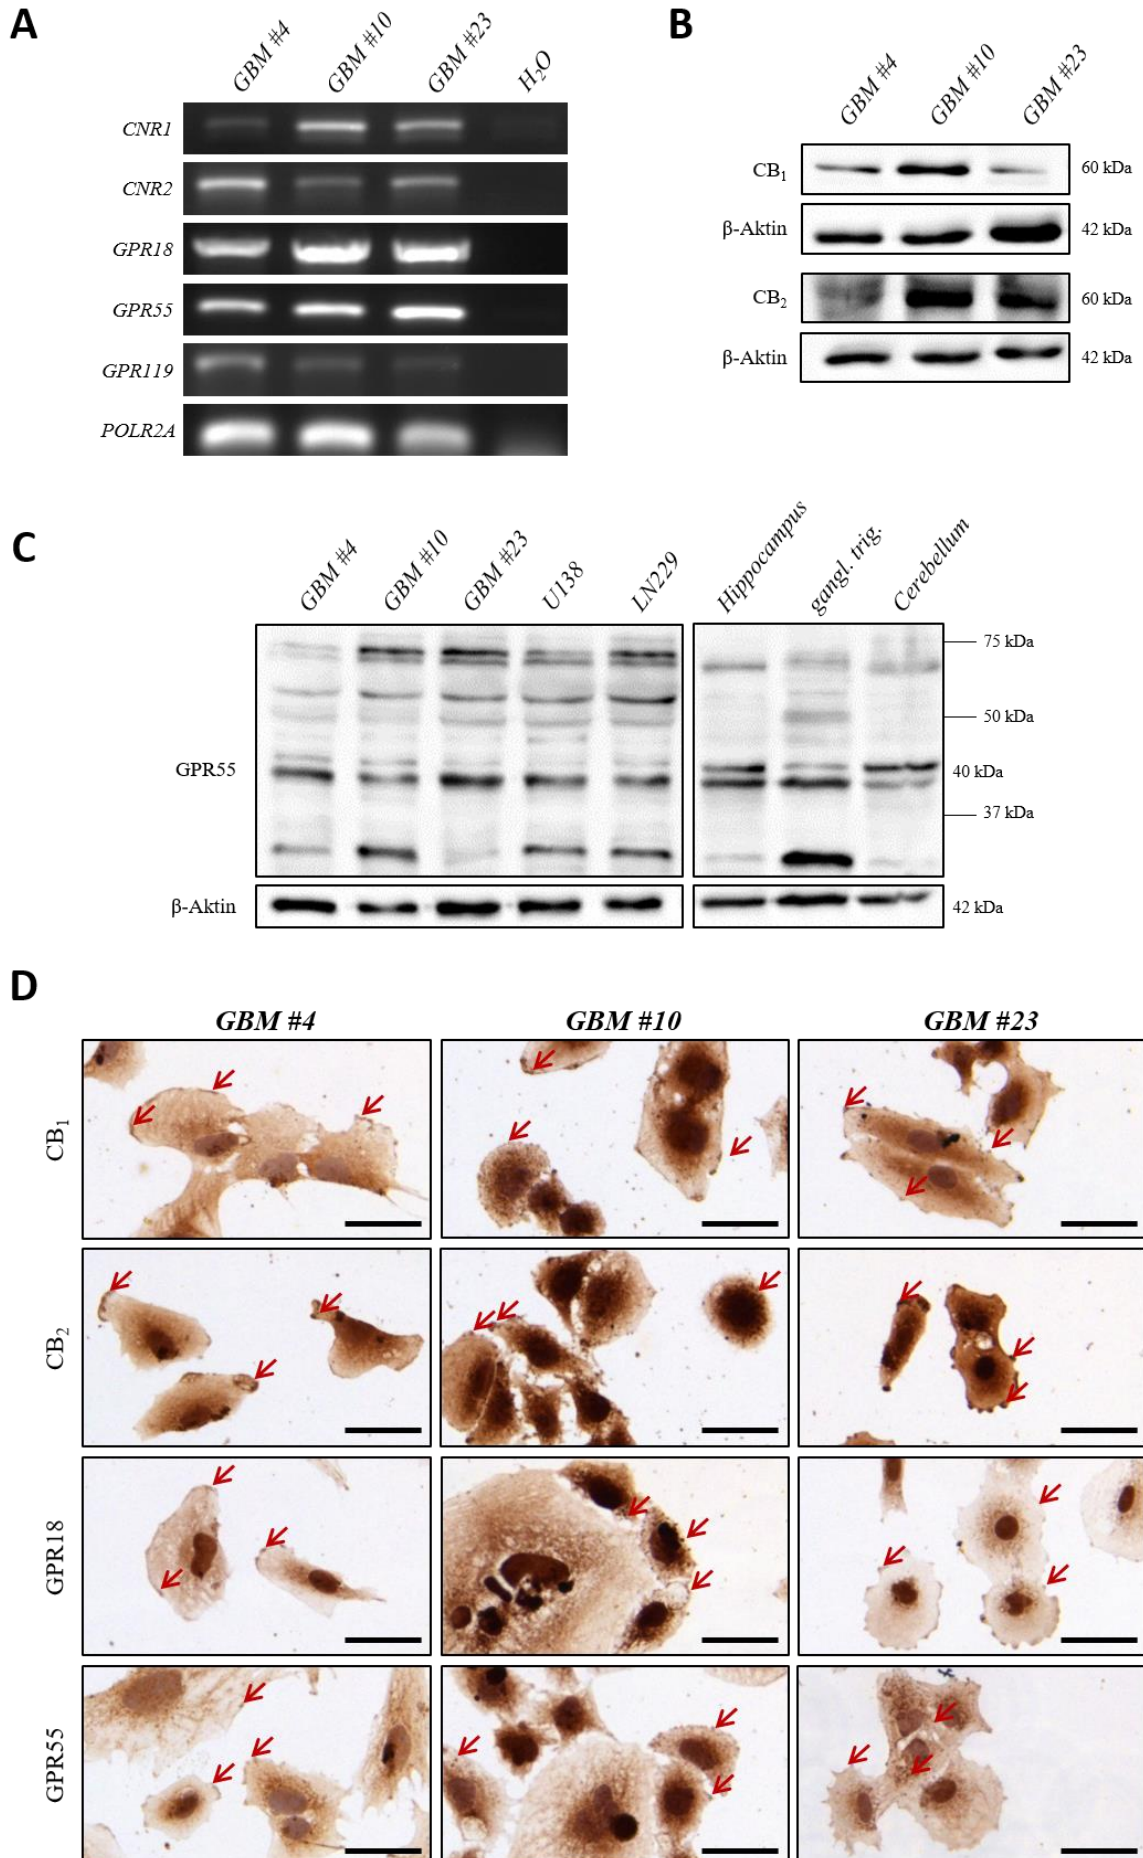 A
GBM #4 GBM #10 GBM #23 H₂O
CNR1
CNR2
GPR18
GPR55
GPR119
POLR2A
B
GBM #4 GBM #10 GBM #23
CB₁ 60 kDa
β-Aktin 42 kDa
CB₂ 60 kDa
β-Aktin 42 kDa
C
GBM #4 GBM #10 GBM #23 U138 LN229 Hippocampus gangl. trig. Cerebellum
75 kDa
50 kDa
GPR55 40 kDa
37 kDa
β-Aktin 42 kDa
D
GBM #4 GBM #10 GBM #23
CB₁
CB₂
GPR18
GPR55